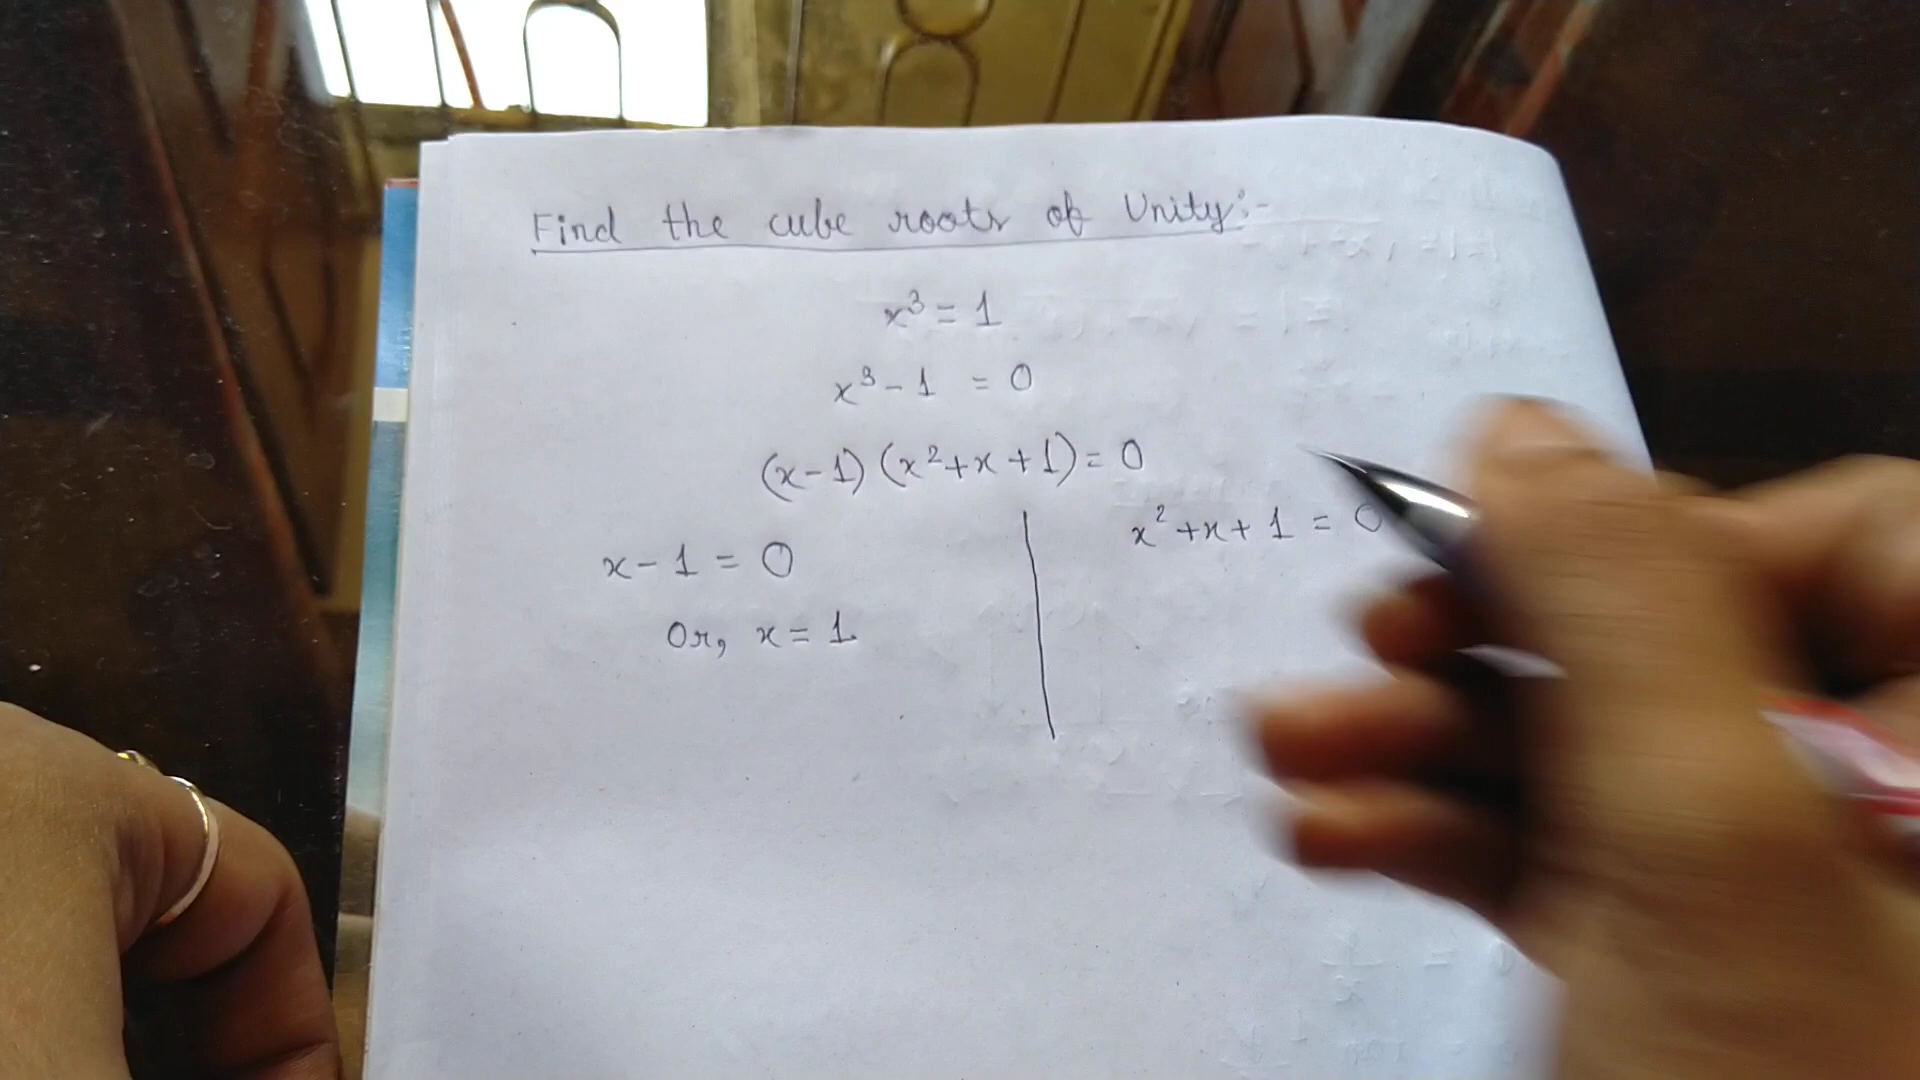 Find the cube roots of Unity:-
x³ = 1
x³ - 1 = 0
(x-1) (x²+x+1) = 0
x - 1 = 0
Or, x = 1
x² + x + 1 = 0